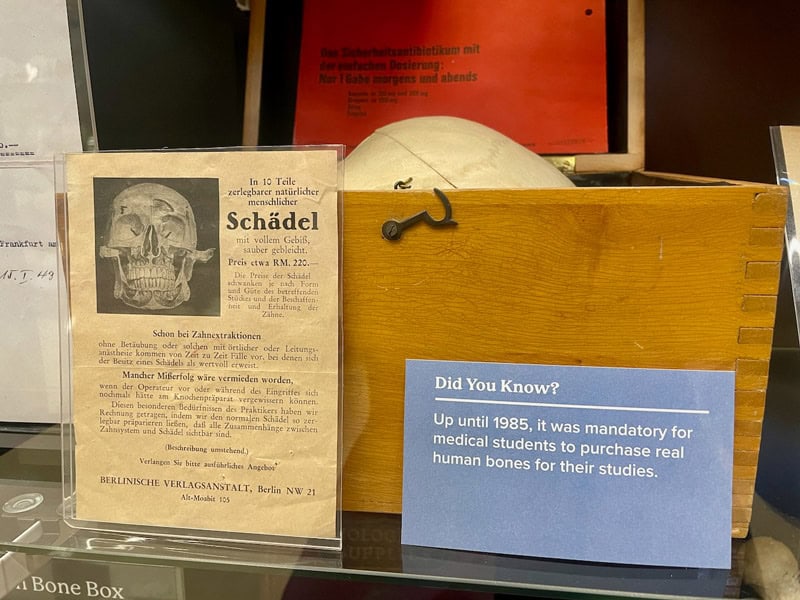 Das Sicherheitsantibiotikum mit
der einfachen Dosierung:
Nur 1 Gabe morgens und abends
Frankfurt am
15. I. 49
In 10 Teile
zerlegbarer natürlicher
menschlicher
Schädel
mit vollem Gebiß,
sauber gebleicht.
Preis etwa RM. 220.—
Die Preise der Schädel
schwanken je nach Form
und Güte des betreffenden
Stückes und der Beschaffen-
heit und Erhaltung der
Zähne.
Schon bei Zahnextraktionen
ohne Betäubung oder solchen mit örtlicher oder Leitungs-
anästhesie kommen von Zeit zu Zeit Fälle vor, bei denen sich
der Besitz eines Schädels als wertvoll erweist.
Mancher Mißerfolg wäre vermieden worden,
wenn der Operateur vor oder während des Eingriffes sich
nochmals hätte am Knochenpräparat vergewissern können.
Diesen besonderen Bedürfnissen des Praktikers haben wir
Rechnung getragen, indem wir den normalen Schädel so zer-
legbar präparieren ließen, daß alle Zusammenhänge zwischen
Zahnsystem und Schädel sichtbar sind.
(Beschreibung umstehend.)
Verlangen Sie bitte ausführliches Angebot
BERLINISCHE VERLAGSANSTALT, Berlin NW 21
Alt-Moabit 105
Did You Know?
Up until 1985, it was mandatory for
medical students to purchase real
human bones for their studies.
Bone Box